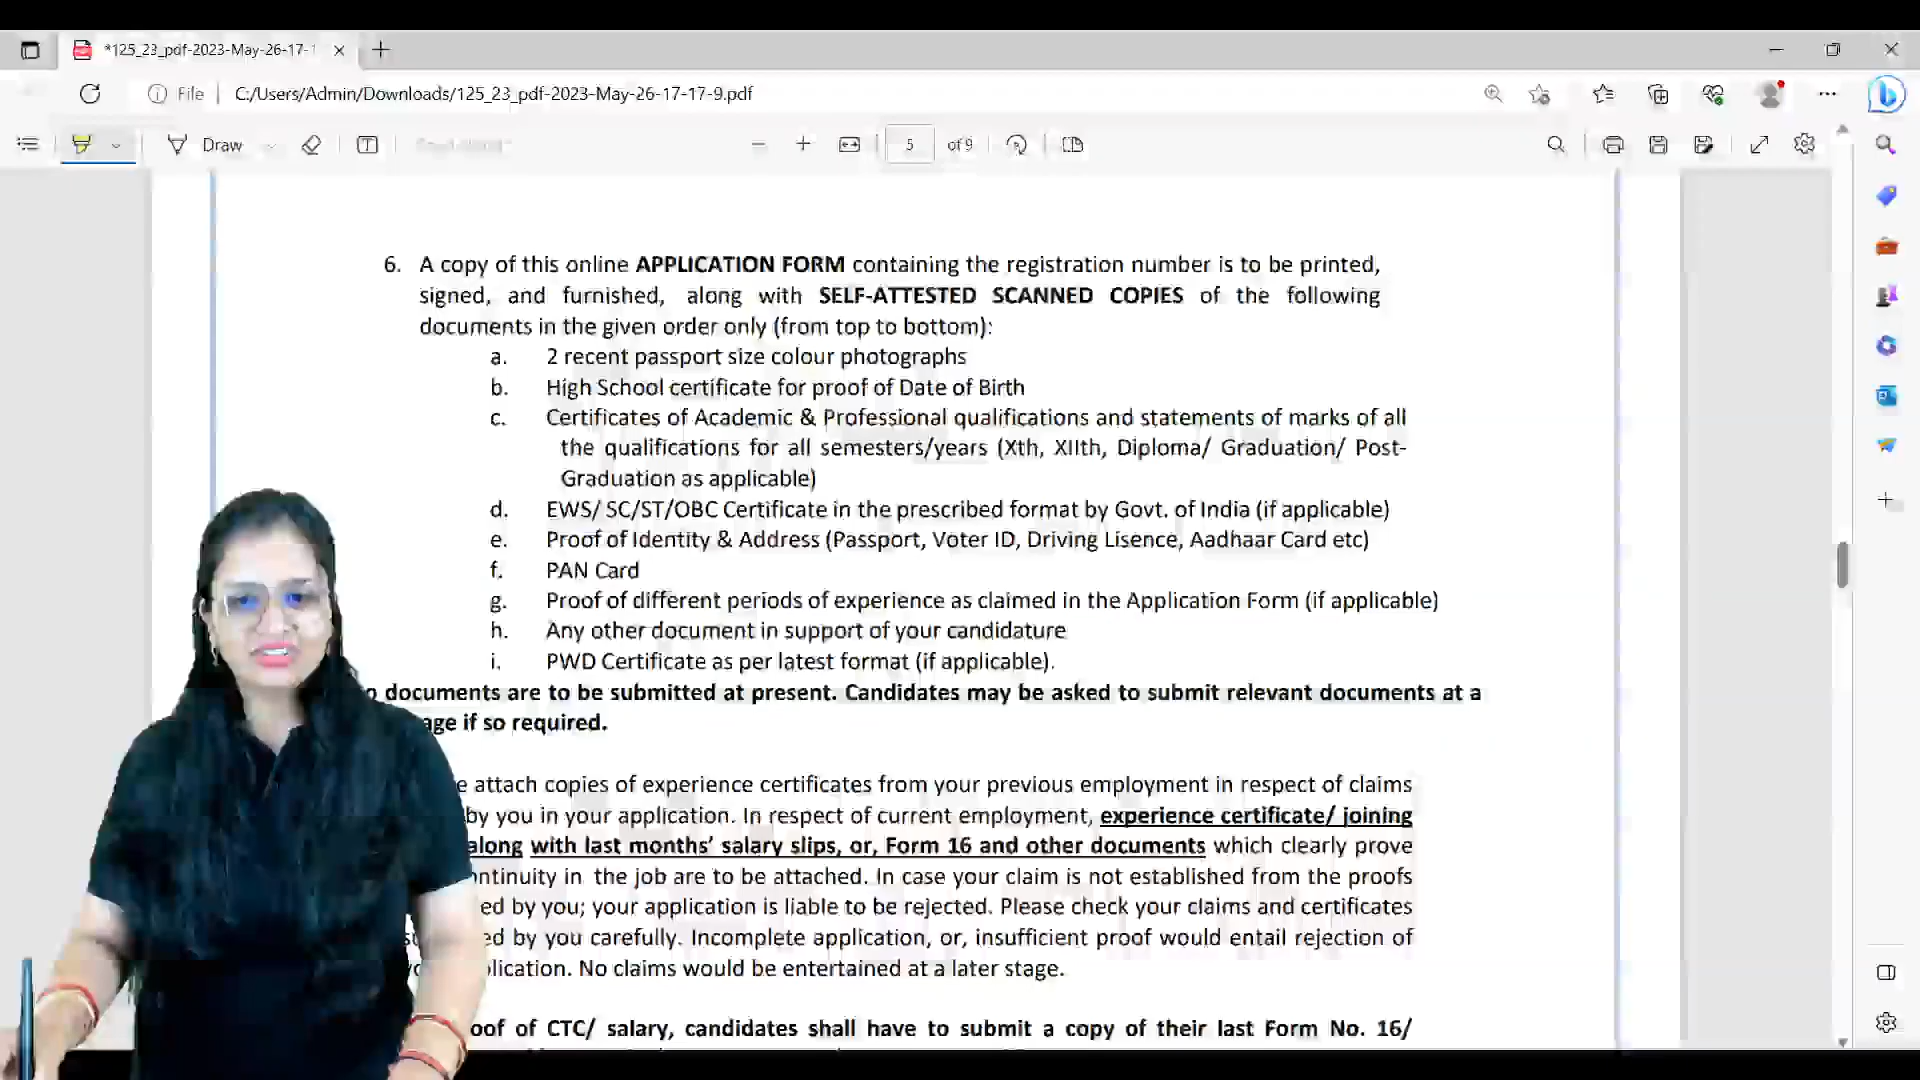 *125_23_pdf-2023-May-26-17-1
File
C:/Users/Admin/Downloads/125_23_pdf-2023-May-26-17-17-9.pdf
Draw
5 of 9
6. A copy of this online APPLICATION FORM containing the registration number is to be printed,
signed, and furnished, along with SELF-ATTESTED SCANNED COPIES of the following
documents in the given order only (from top to bottom):
a. 2 recent passport size colour photographs
b. High School certificate for proof of Date of Birth
c. Certificates of Academic & Professional qualifications and statements of marks of all
the qualifications for all semesters/years (Xth, XIIth, Diploma/ Graduation/ Post-
Graduation as applicable)
d. EWS/ SC/ST/OBC Certificate in the prescribed format by Govt. of India (if applicable)
e. Proof of Identity & Address (Passport, Voter ID, Driving Lisence, Aadhaar Card etc)
f. PAN Card
g. Proof of different periods of experience as claimed in the Application Form (if applicable)
h. Any other document in support of your candidature
i. PWD Certificate as per latest format (if applicable).
o documents are to be submitted at present. Candidates may be asked to submit relevant documents at a
age if so required.
e attach copies of experience certificates from your previous employment in respect of claims
by you in your application. In respect of current employment, experience certificate/ joining
along with last months' salary slips, or, Form 16 and other documents which clearly prove
ntinuity in the job are to be attached. In case your claim is not established from the proofs
ed by you; your application is liable to be rejected. Please check your claims and certificates
ed by you carefully. Incomplete application, or, insufficient proof would entail rejection of
plication. No claims would be entertained at a later stage.
oof of CTC/ salary, candidates shall have to submit a copy of their last Form No. 16/